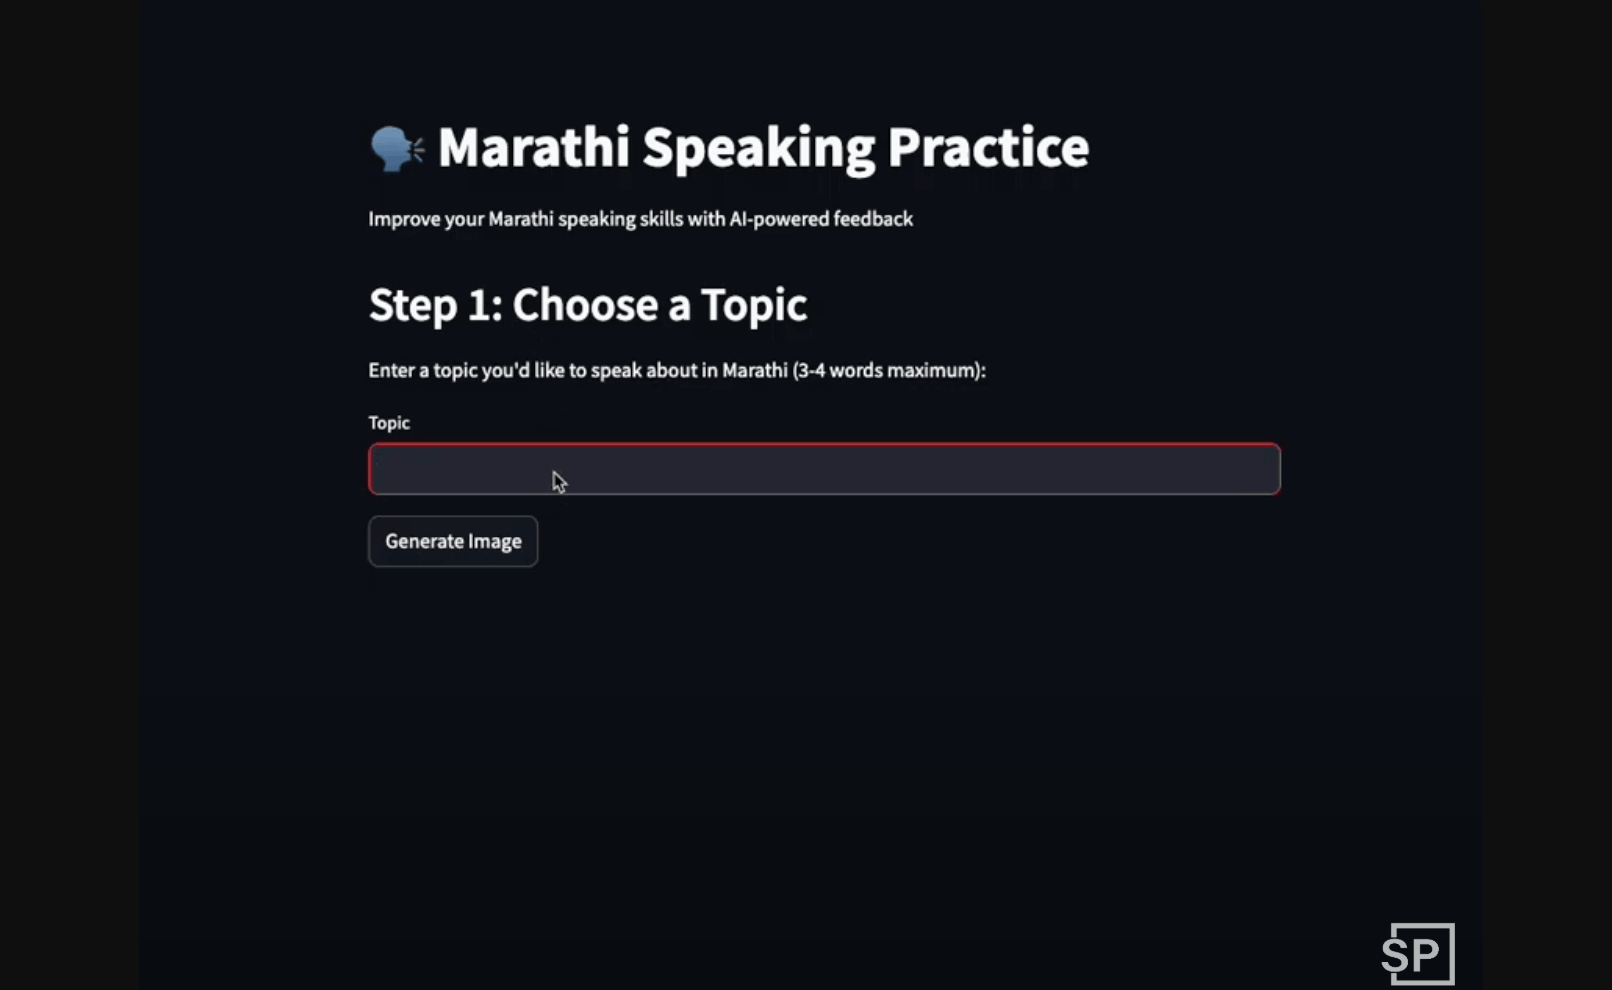 Marathi Speaking Practice
Improve your Marathi speaking skills with AI-powered feedback
Step 1: Choose a Topic
Enter a topic you'd like to speak about in Marathi (3-4 words maximum):
Topic
Generate Image
SP